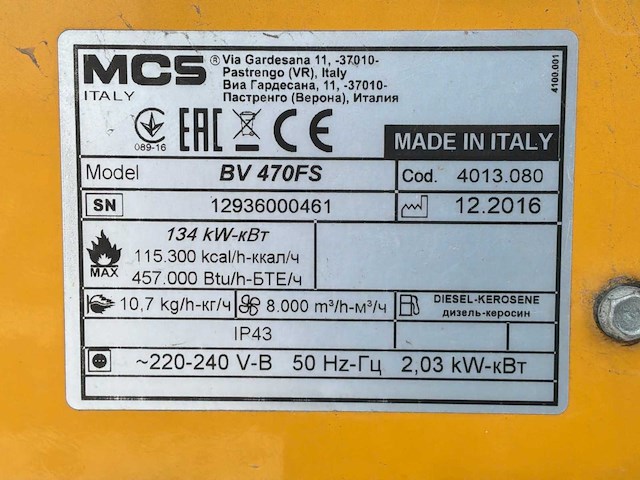 MCS ® Via Gardesana 11, -37010-
Pastrengo (VR), Italy
ITALY Виа Гардесана, 11, -37010-
Пастренго (Верона), Италия
4100.001
089-16 EAC CE MADE IN ITALY
Model BV 470FS Cod. 4013.080
SN 12936000461 12.2016
134 kW-кВт
115.300 kcal/h-ккал/ч
MAX 457.000 Btu/h-БТЕ/ч
10,7 kg/h-кг/ч 8.000 m³/h-м³/ч DIESEL-KEROSENE
дизель-керосин
IP43
~220-240 V-В 50 Hz-Гц 2,03 kW-кВт